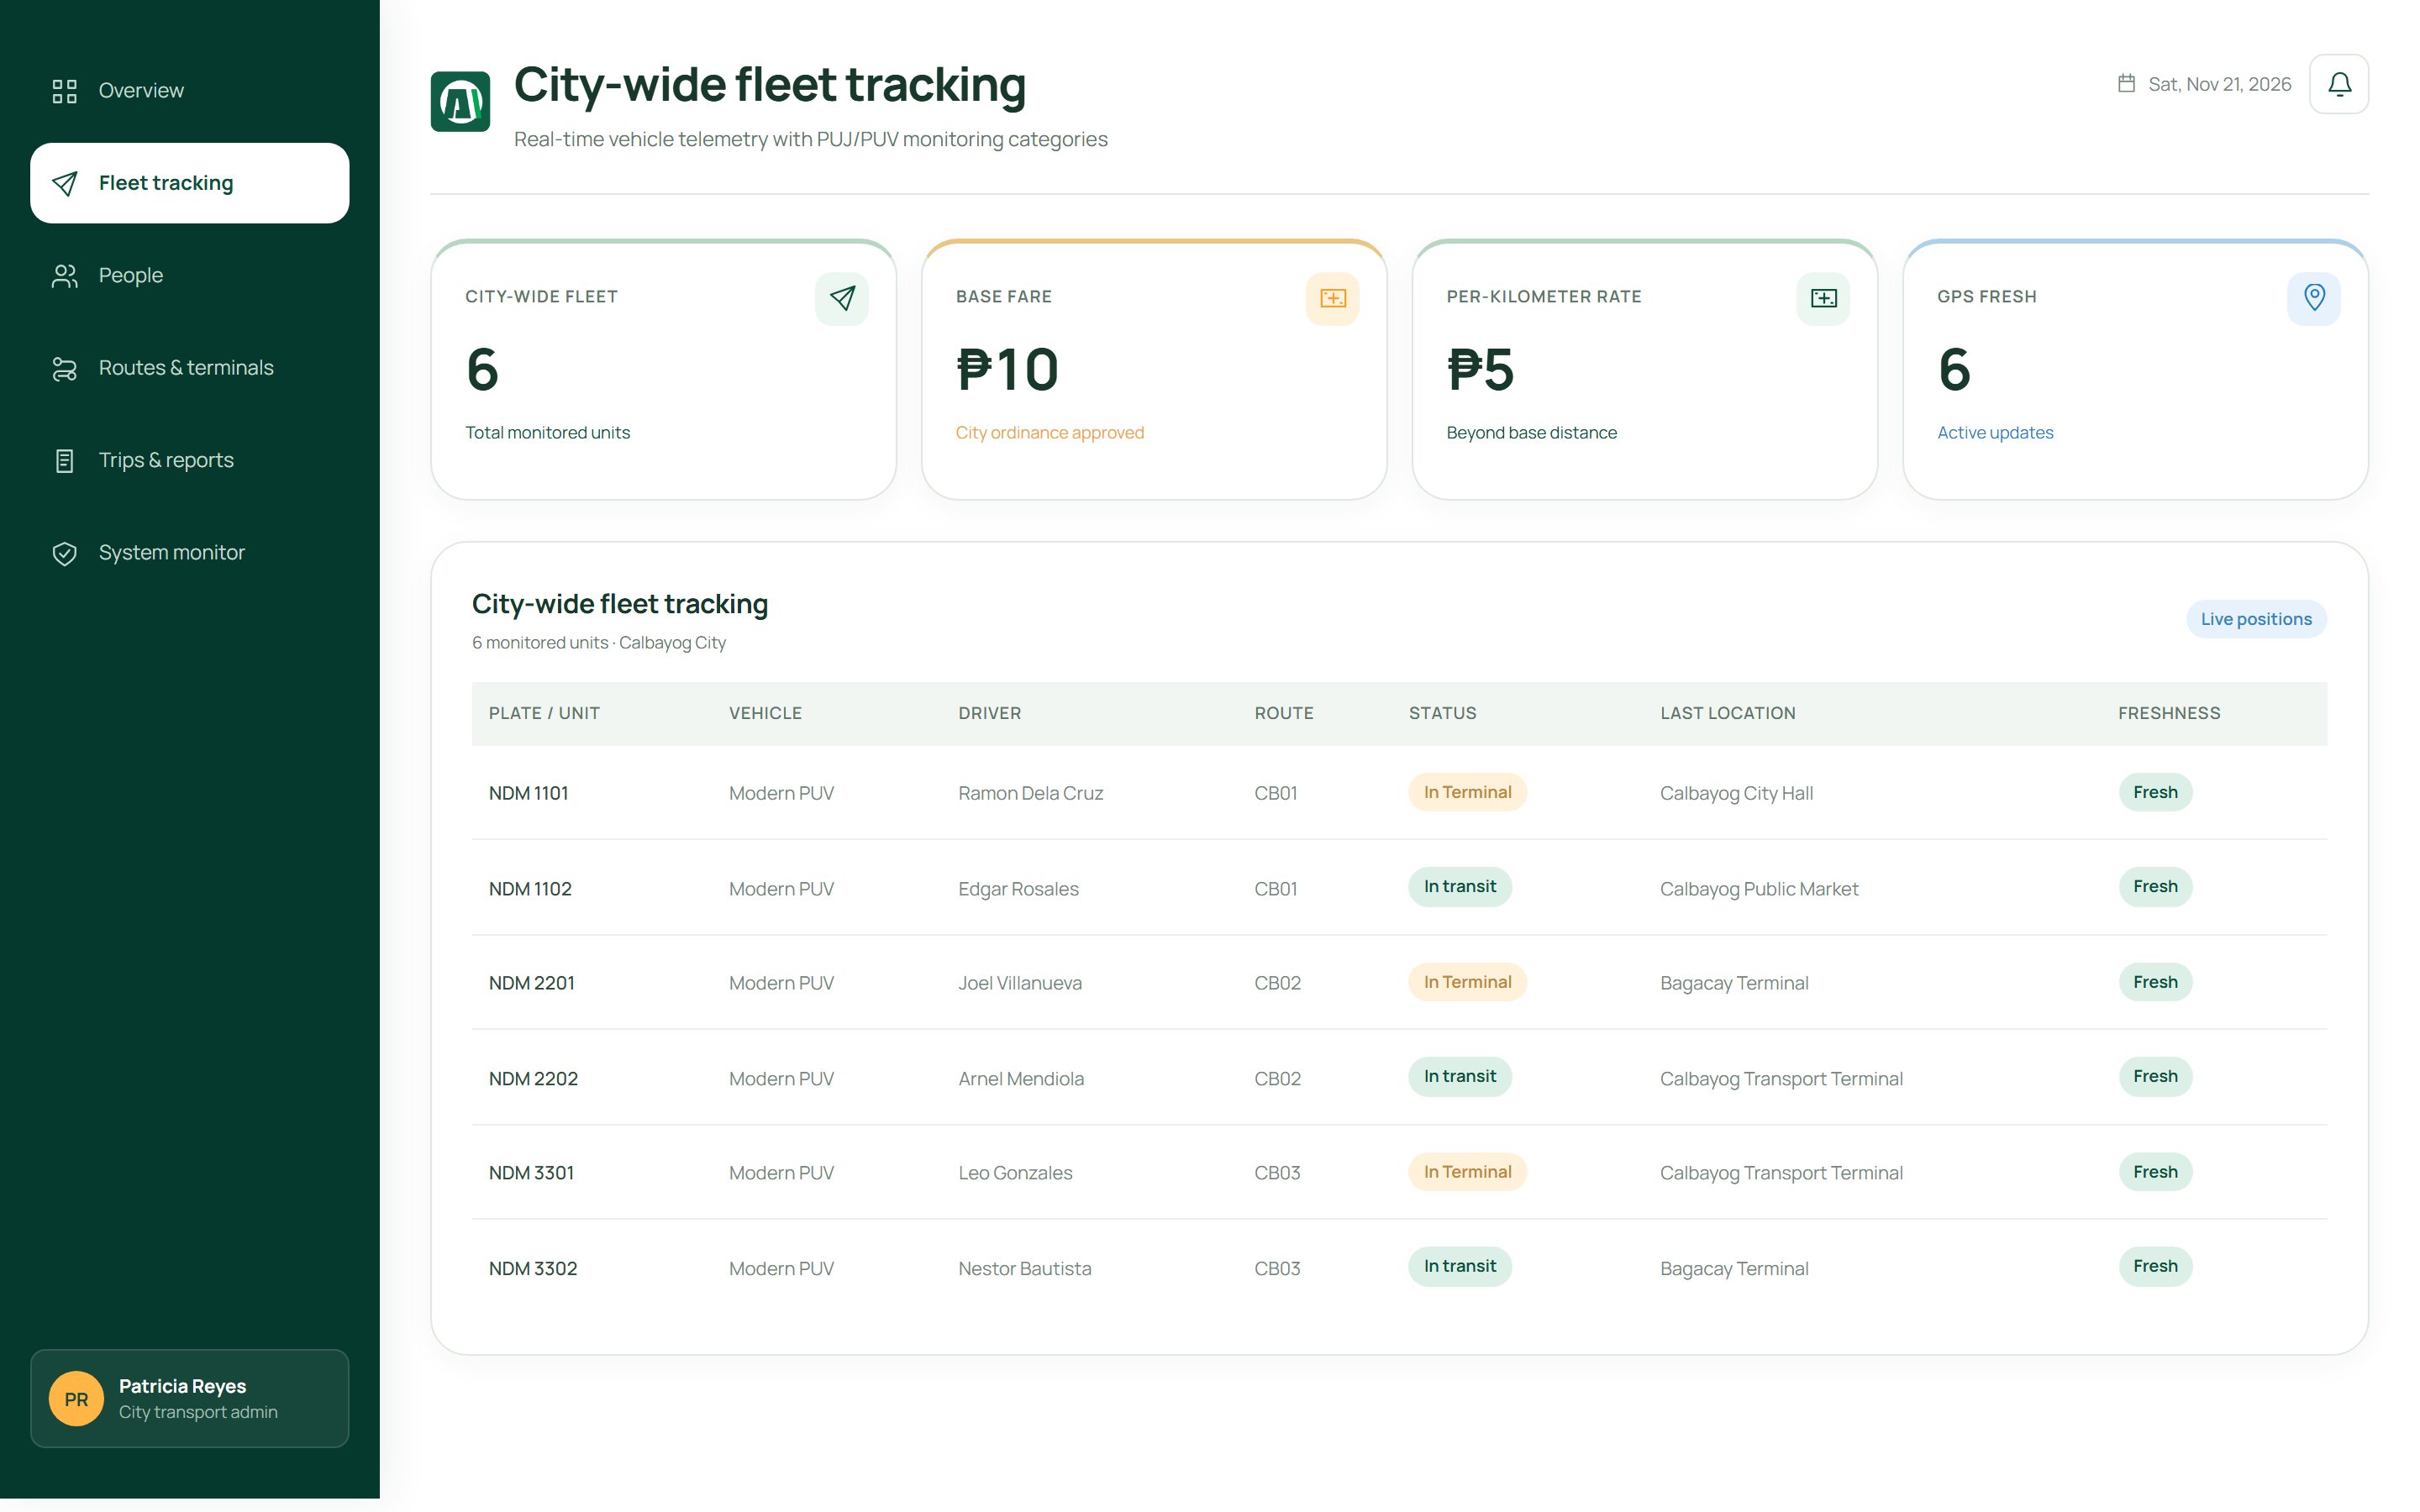 Overview
Fleet tracking
People
Routes & terminals
Trips & reports
System monitor
PR
Patricia Reyes
City transport admin
City-wide fleet tracking
Real-time vehicle telemetry with PUJ/PUV monitoring categories
Sat, Nov 21, 2026
CITY-WIDE FLEET
6
Total monitored units
BASE FARE
₱10
City ordinance approved
PER-KILOMETER RATE
₱5
Beyond base distance
GPS FRESH
6
Active updates
City-wide fleet tracking
6 monitored units · Calbayog City
Live positions
PLATE / UNIT VEHICLE DRIVER ROUTE STATUS LAST LOCATION FRESHNESS
NDM 1101 Modern PUV Ramon Dela Cruz CB01 In Terminal Calbayog City Hall Fresh
NDM 1102 Modern PUV Edgar Rosales CB01 In transit Calbayog Public Market Fresh
NDM 2201 Modern PUV Joel Villanueva CB02 In Terminal Bagacay Terminal Fresh
NDM 2202 Modern PUV Arnel Mendiola CB02 In transit Calbayog Transport Terminal Fresh
NDM 3301 Modern PUV Leo Gonzales CB03 In Terminal Calbayog Transport Terminal Fresh
NDM 3302 Modern PUV Nestor Bautista CB03 In transit Bagacay Terminal Fresh